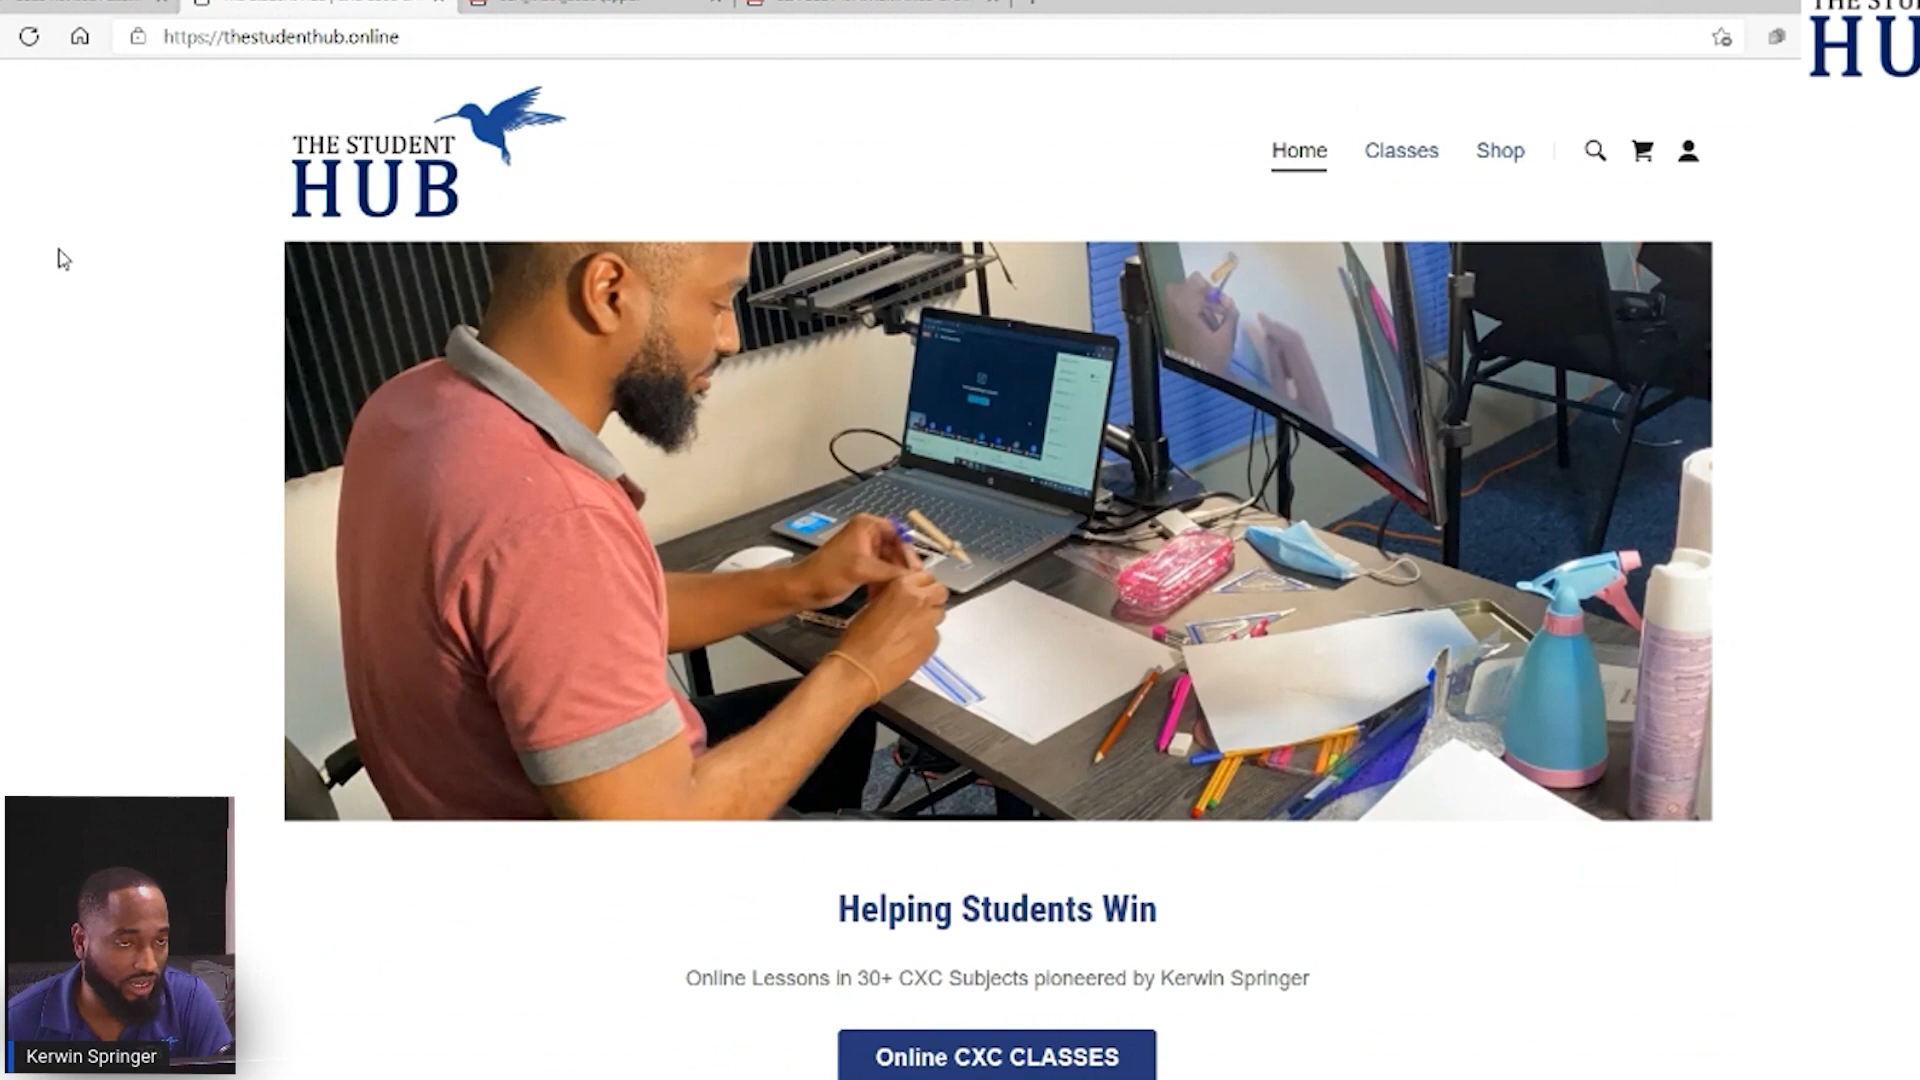 https://thestudenthub.online
HU
THE STUDENT
HUB
Home
Classes
Shop
Helping Students Win
Online Lessons in 30+ CXC Subjects pioneered by Kerwin Springer
Online CXC CLASSES
Kerwin Springer